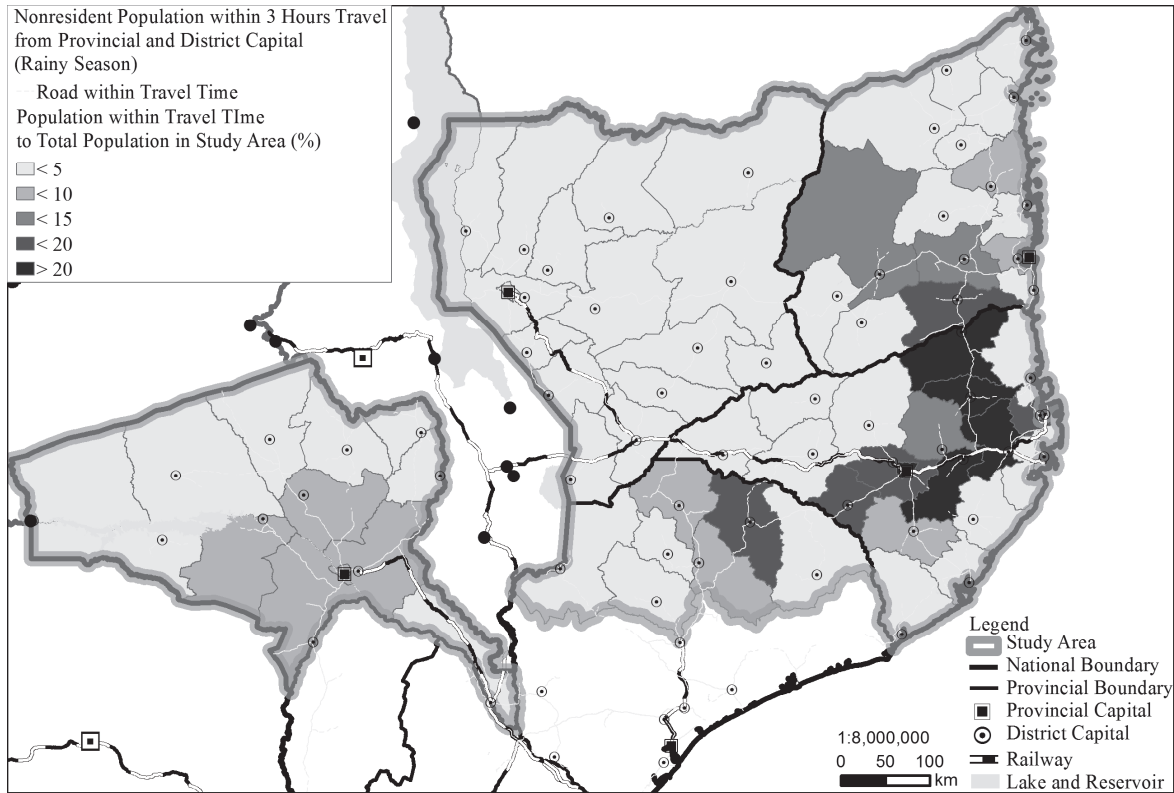 Nonresident Population within 3 Hours Travel
from Provincial and District Capital
(Rainy Season)
Road within Travel Time
Population within Travel TIme
to Total Population in Study Area (%)
< 5
< 10
< 15
< 20
> 20
Legend
Study Area
National Boundary
Provincial Boundary
Provincial Capital
District Capital
Railway
Lake and Reservoir
1:8,000,000
0 50 100
km